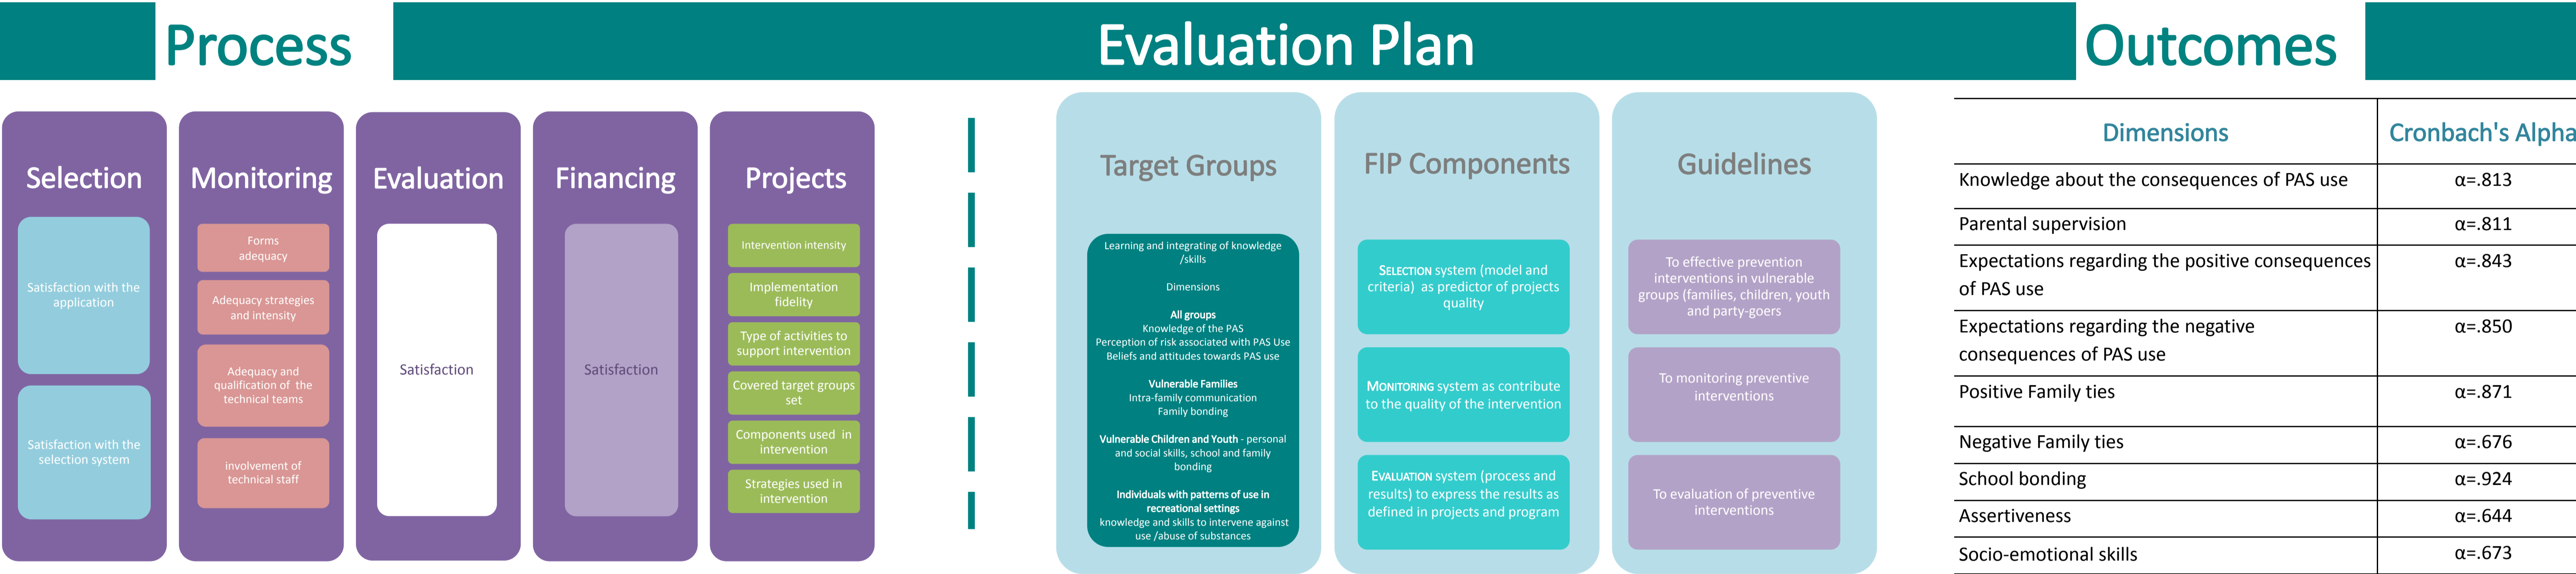 Process
Evaluation Plan
Outcomes
Selection
Satisfaction with the
application
Satisfaction with the
selection system
Monitoring
Forms
adequacy
Adequacy strategies
and intensity
Adequacy and
qualification of the
technical teams
involvement of
technical staff
Evaluation
Satisfaction
Financing
Satisfaction
Projects
Intervention intensity
Implementation
fidelity
Type of activities to
support intervention
Covered target groups
set
Components used in
intervention
Strategies used in
intervention
Target Groups
Learning and integrating of knowledge
/skills
Dimensions
All groups
Knowledge of the PAS
Perception of risk associated with PAS Use
Beliefs and attitudes towards PAS use
Vulnerable Families
Intra-family communication
Family bonding
Vulnerable Children and Youth - personal
and social skills, school and family
bonding
Individuals with patterns of use in
recreational settings
knowledge and skills to intervene against
use /abuse of substances
FIP Components
SELECTION system (model and
criteria) as predictor of projects
quality
MONITORING system as contribute
to the quality of the intervention
EVALUATION system (process and
results) to express the results as
defined in projects and program
Guidelines
To effective prevention
interventions in vulnerable
groups (families, children, youth
and party-goers
To monitoring preventive
interventions
To evaluation of preventive
interventions
Dimensions Cronbach's Alpha
Knowledge about the consequences of PAS use α=.813
Parental supervision α=.811
Expectations regarding the positive consequences α=.843
of PAS use
Expectations regarding the negative α=.850
consequences of PAS use
Positive Family ties α=.871
Negative Family ties α=.676
School bonding α=.924
Assertiveness α=.644
Socio-emotional skills α=.673